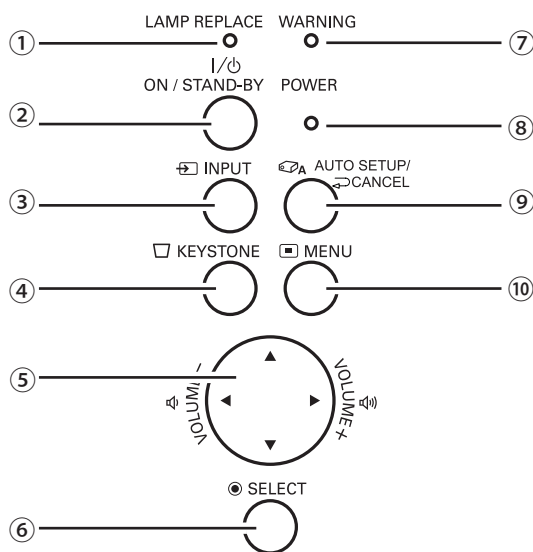 LAMP REPLACE WARNING
① ⑦
I/⏻
ON / STAND-BY POWER
② ⑧
INPUT A AUTO SETUP/
CANCEL
③ ⑨
KEYSTONE MENU
④ ⑩
⑤ VOLUME- VOLUME+
SELECT
⑥